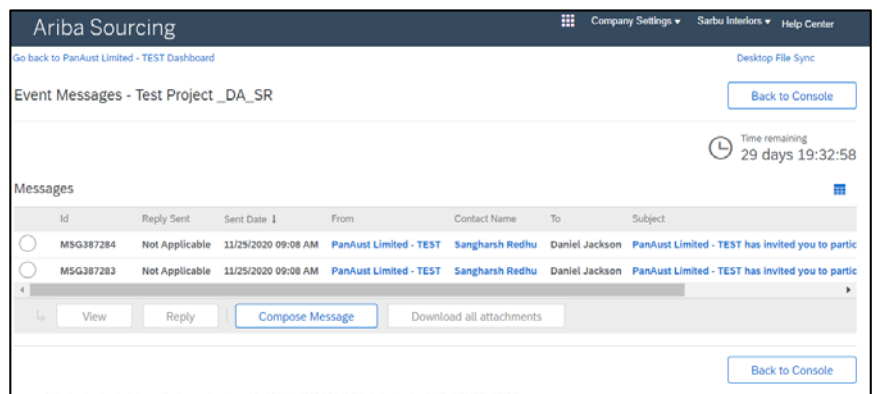 Ariba Sourcing Company Settings ▾ Sarbu Interiors ▾ Help Center
Go back to PanAust Limited - TEST Dashboard Desktop File Sync
Event Messages - Test Project _DA_SR Back to Console
Time remaining
29 days 19:32:58
Messages
Id Reply Sent Sent Date ↓ From Contact Name To Subject
MSG387284 Not Applicable 11/25/2020 09:08 AM PanAust Limited - TEST Sangharsh Redhu Daniel Jackson PanAust Limited - TEST has invited you to partic
MSG387283 Not Applicable 11/25/2020 09:08 AM PanAust Limited - TEST Sangharsh Redhu Daniel Jackson PanAust Limited - TEST has invited you to partic
View Reply Compose Message Download all attachments
Back to Console